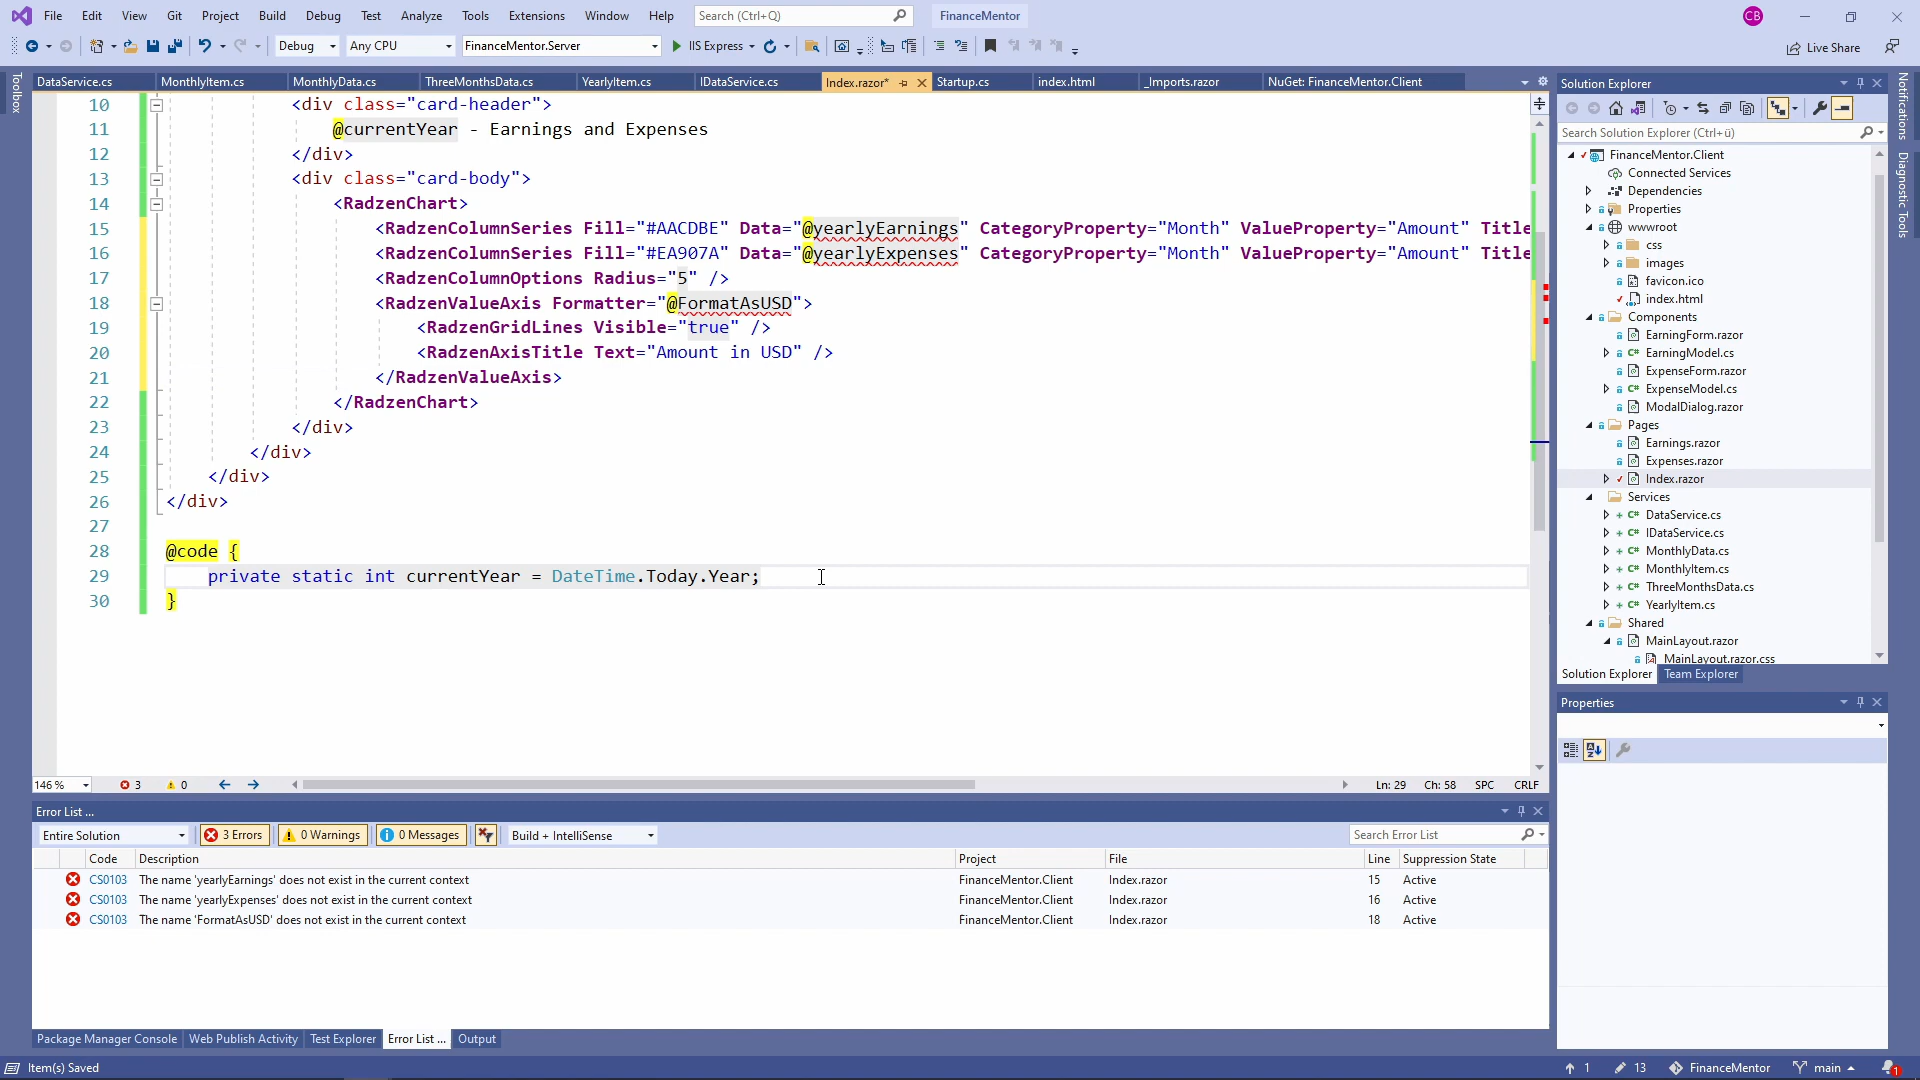 File Edit View Git Project Build Debug Test Analyze Tools Extensions Window Help Search (Ctrl+Q) FinanceMentor CB
Debug Any CPU FinanceMentor.Server IIS Express Live Share
Toolbox
DataService.cs MonthlyItem.cs MonthlyData.cs ThreeMonthsData.cs YearlyItem.cs IDataService.cs Index.razor* Startup.cs index.html _Imports.razor NuGet: FinanceMentor.Client
10 <div class="card-header">
11 @currentYear - Earnings and Expenses
12 </div>
13 <div class="card-body">
14 <RadzenChart>
15 <RadzenColumnSeries Fill="#AACDBE" Data="@yearlyEarnings" CategoryProperty="Month" ValueProperty="Amount" Title
16 <RadzenColumnSeries Fill="#EA907A" Data="@yearlyExpenses" CategoryProperty="Month" ValueProperty="Amount" Title
17 <RadzenColumnOptions Radius="5" />
18 <RadzenValueAxis Formatter="@FormatAsUSD">
19 <RadzenGridLines Visible="true" />
20 <RadzenAxisTitle Text="Amount in USD" />
21 </RadzenValueAxis>
22 </RadzenChart>
23 </div>
24 </div>
25 </div>
26 </div>
27
28 @code {
29 private static int currentYear = DateTime.Today.Year;
30 }
146 % 3 0 Ln: 29 Ch: 58 SPC CRLF
Error List ...
Entire Solution 3 Errors 0 Warnings 0 Messages Build + IntelliSense Search Error List
Code Description Project File Line Suppression State
CS0103 The name 'yearlyEarnings' does not exist in the current context FinanceMentor.Client Index.razor 15 Active
CS0103 The name 'yearlyExpenses' does not exist in the current context FinanceMentor.Client Index.razor 16 Active
CS0103 The name 'FormatAsUSD' does not exist in the current context FinanceMentor.Client Index.razor 18 Active
Package Manager Console Web Publish Activity Test Explorer Error List ... Output
Solution Explorer
Search Solution Explorer (Ctrl+ü)
FinanceMentor.Client
Connected Services
Dependencies
Properties
wwwroot
css
images
favicon.ico
index.html
Components
EarningForm.razor
EarningModel.cs
ExpenseForm.razor
ExpenseModel.cs
ModalDialog.razor
Pages
Earnings.razor
Expenses.razor
Index.razor
Services
DataService.cs
IDataService.cs
MonthlyData.cs
MonthlyItem.cs
ThreeMonthsData.cs
YearlyItem.cs
Shared
MainLayout.razor
MainLayout.razor.css
Solution Explorer Team Explorer
Properties
Notifications
Diagnostic Tools
Item(s) Saved 1 13 FinanceMentor main 1